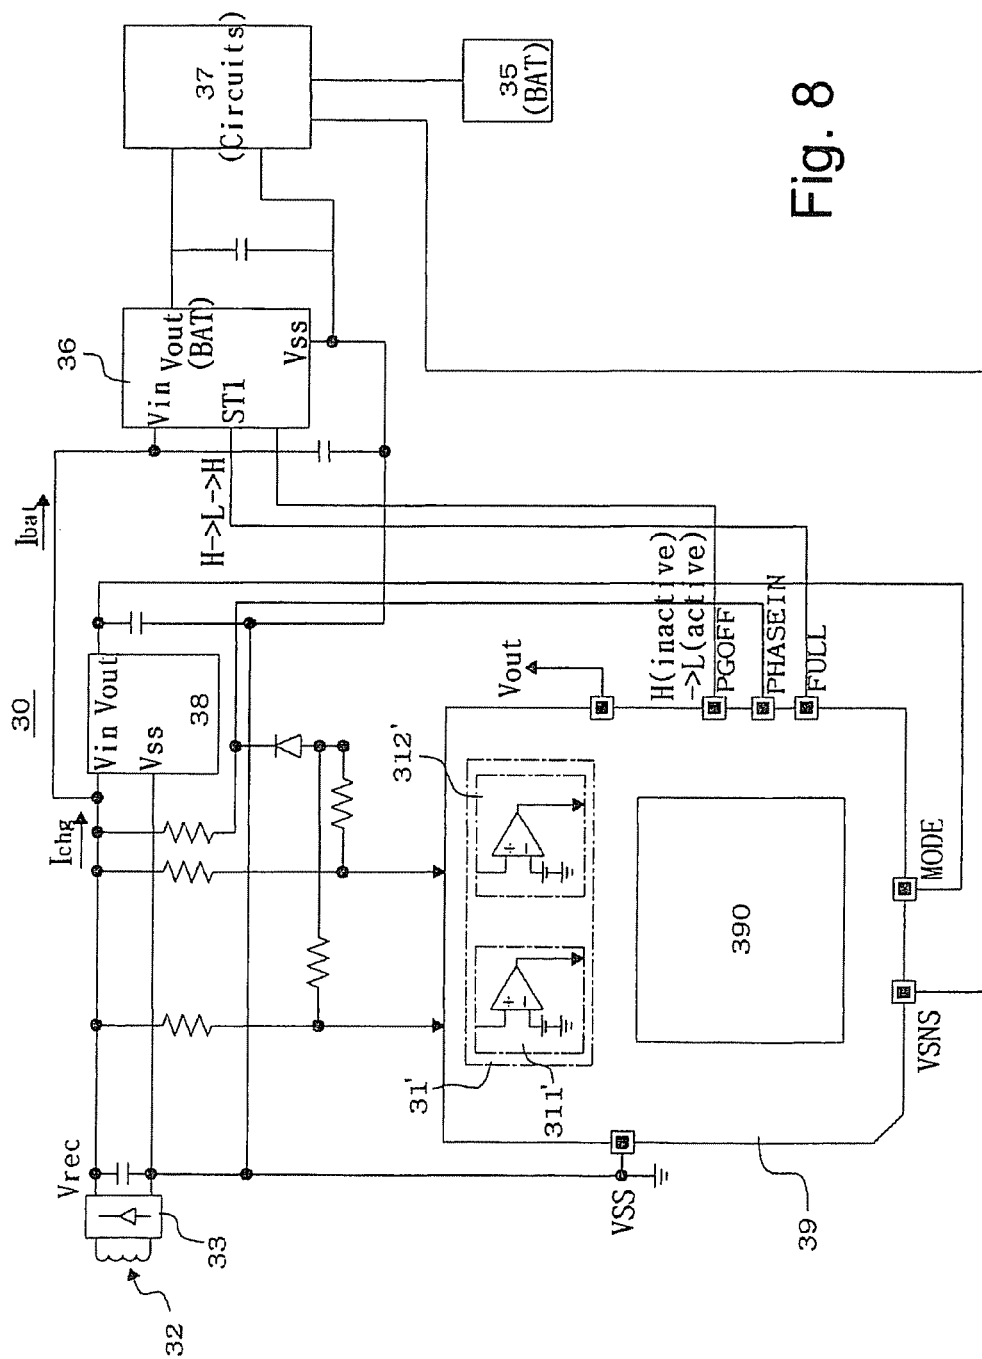 30
Ibat
Ichg
Vrec
32
33
Vin
Vout
Vss
38
H->L->H
36
Vin
Vout
(BAT)
ST1
Vss
37
(Circuits)
35
(BAT)
31'
311'
312'
Vout
H(inactive)
->L(active)
PGOFF
PHASEIN
FULL
390
VSS
39
VSNS
MODE
Fig. 8